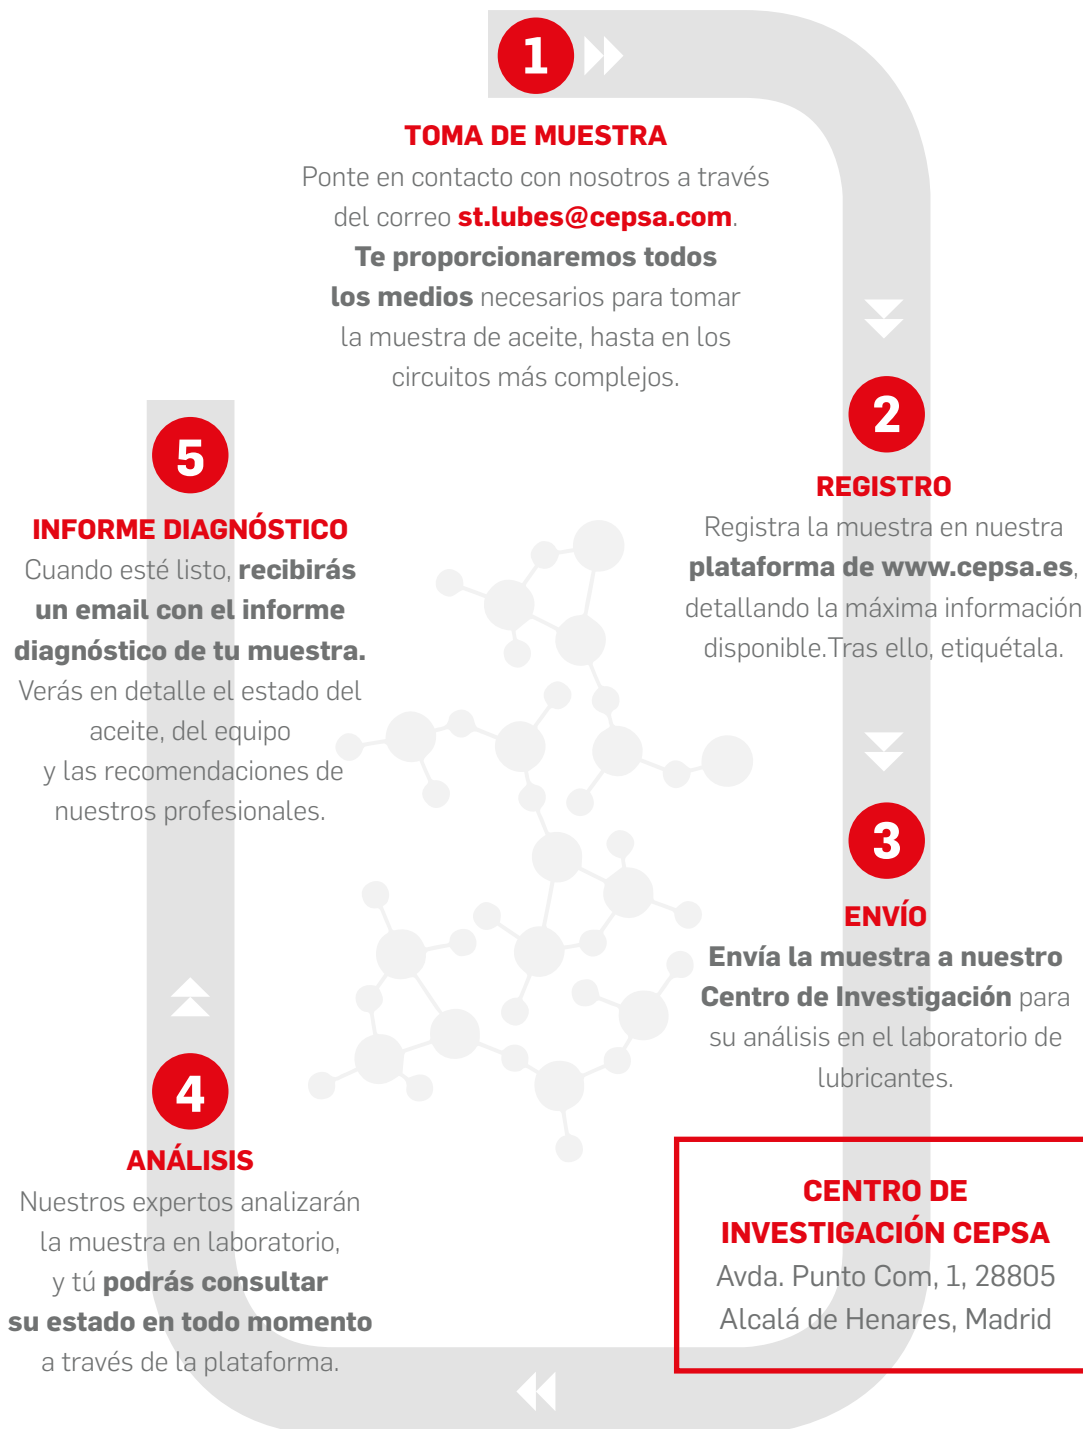 1
TOMA DE MUESTRA
Ponte en contacto con nosotros a través
del correo st.lubes@cepsa.com.
Te proporcionaremos todos
los medios necesarios para tomar
la muestra de aceite, hasta en los
circuitos más complejos.
2
REGISTRO
Registra la muestra en nuestra
plataforma de www.cepsa.es,
detallando la máxima información
disponible.Tras ello, etiquétala.
3
ENVÍO
Envía la muestra a nuestro
Centro de Investigación para
su análisis en el laboratorio de
lubricantes.
CENTRO DE
INVESTIGACIÓN CEPSA
Avda. Punto Com, 1, 28805
Alcalá de Henares, Madrid
4
ANÁLISIS
Nuestros expertos analizarán
la muestra en laboratorio,
y tú podrás consultar
su estado en todo momento
a través de la plataforma.
5
INFORME DIAGNÓSTICO
Cuando esté listo, recibirás
un email con el informe
diagnóstico de tu muestra.
Verás en detalle el estado del
aceite, del equipo
y las recomendaciones de
nuestros profesionales.